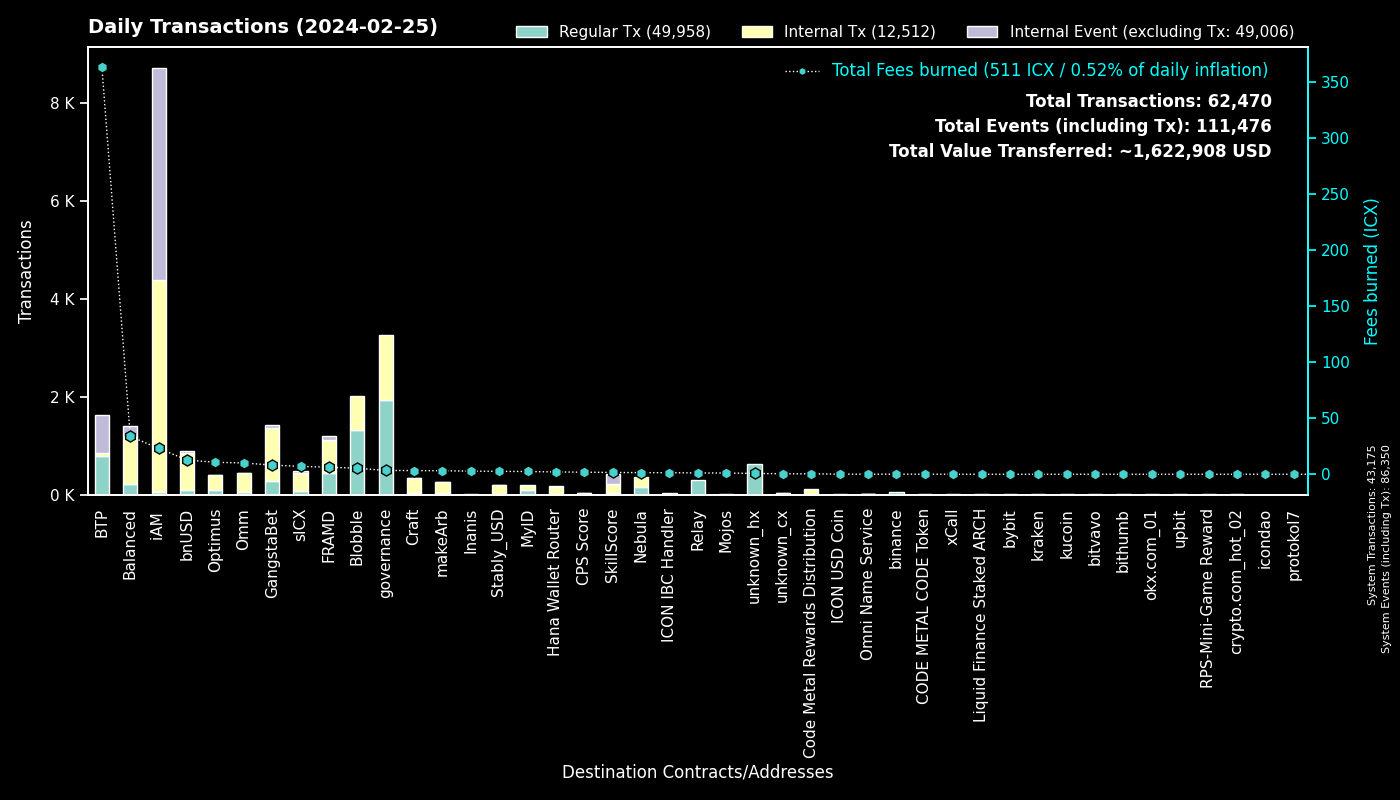 Daily Transactions (2024-02-25)
Regular Tx (49,958)
Internal Tx (12,512)
Internal Event (excluding Tx: 49,006)
Total Fees burned (511 ICX / 0.52% of daily inflation)
Total Transactions: 62,470
Total Events (including Tx): 111,476
Total Value Transferred: ~1,622,908 USD
Transactions
8 K
6 K
4 K
2 K
0 K
350
300
250
200
150
100
50
0
Fees burned (ICX)
BTP
Balanced
iAM
bnUSD
Optimus
Omm
GangstaBet
sICX
FRAMD
Blobble
governance
Craft
makeArb
Inanis
Stably_USD
MyID
Hana Wallet Router
CPS Score
SkillScore
Nebula
ICON IBC Handler
Relay
Mojos
unknown_hx
unknown_cx
Code Metal Rewards Distribution
ICON USD Coin
Omni Name Service
binance
CODE METAL CODE Token
xCall
Liquid Finance Staked ARCH
bybit
kraken
kucoin
bitvavo
bithumb
okx.com_01
upbit
RPS-Mini-Game Reward
crypto.com_hot_02
icondao
protokol7
Destination Contracts/Addresses
System Transactions: 43,175
System Events (including Tx): 86,350